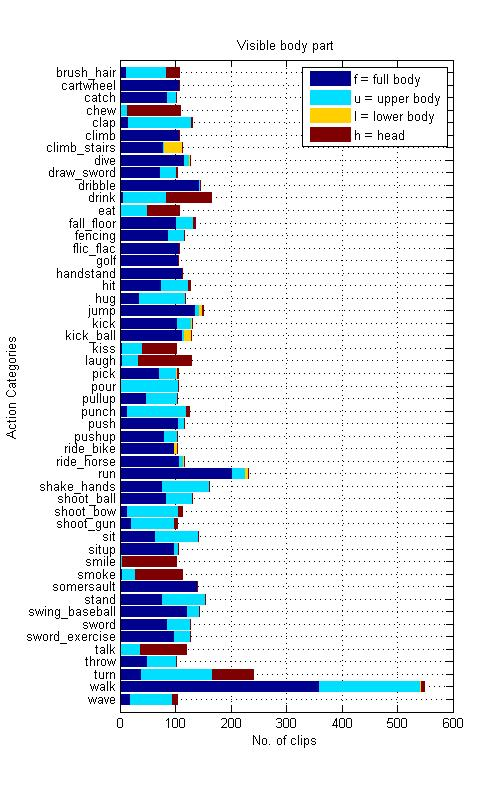 Visible body part
f = full body
u = upper body
l = lower body
h = head
brush_hair
cartwheel
catch
chew
clap
climb
climb_stairs
dive
draw_sword
dribble
drink
eat
fall_floor
fencing
flic_flac
golf
handstand
hit
hug
jump
kick
kick_ball
kiss
laugh
pick
pour
pullup
punch
push
pushup
ride_bike
ride_horse
run
shake_hands
shoot_ball
shoot_bow
shoot_gun
sit
situp
smile
smoke
somersault
stand
swing_baseball
sword
sword_exercise
talk
throw
turn
walk
wave
Action Categories
0 100 200 300 400 500 600
No. of clips